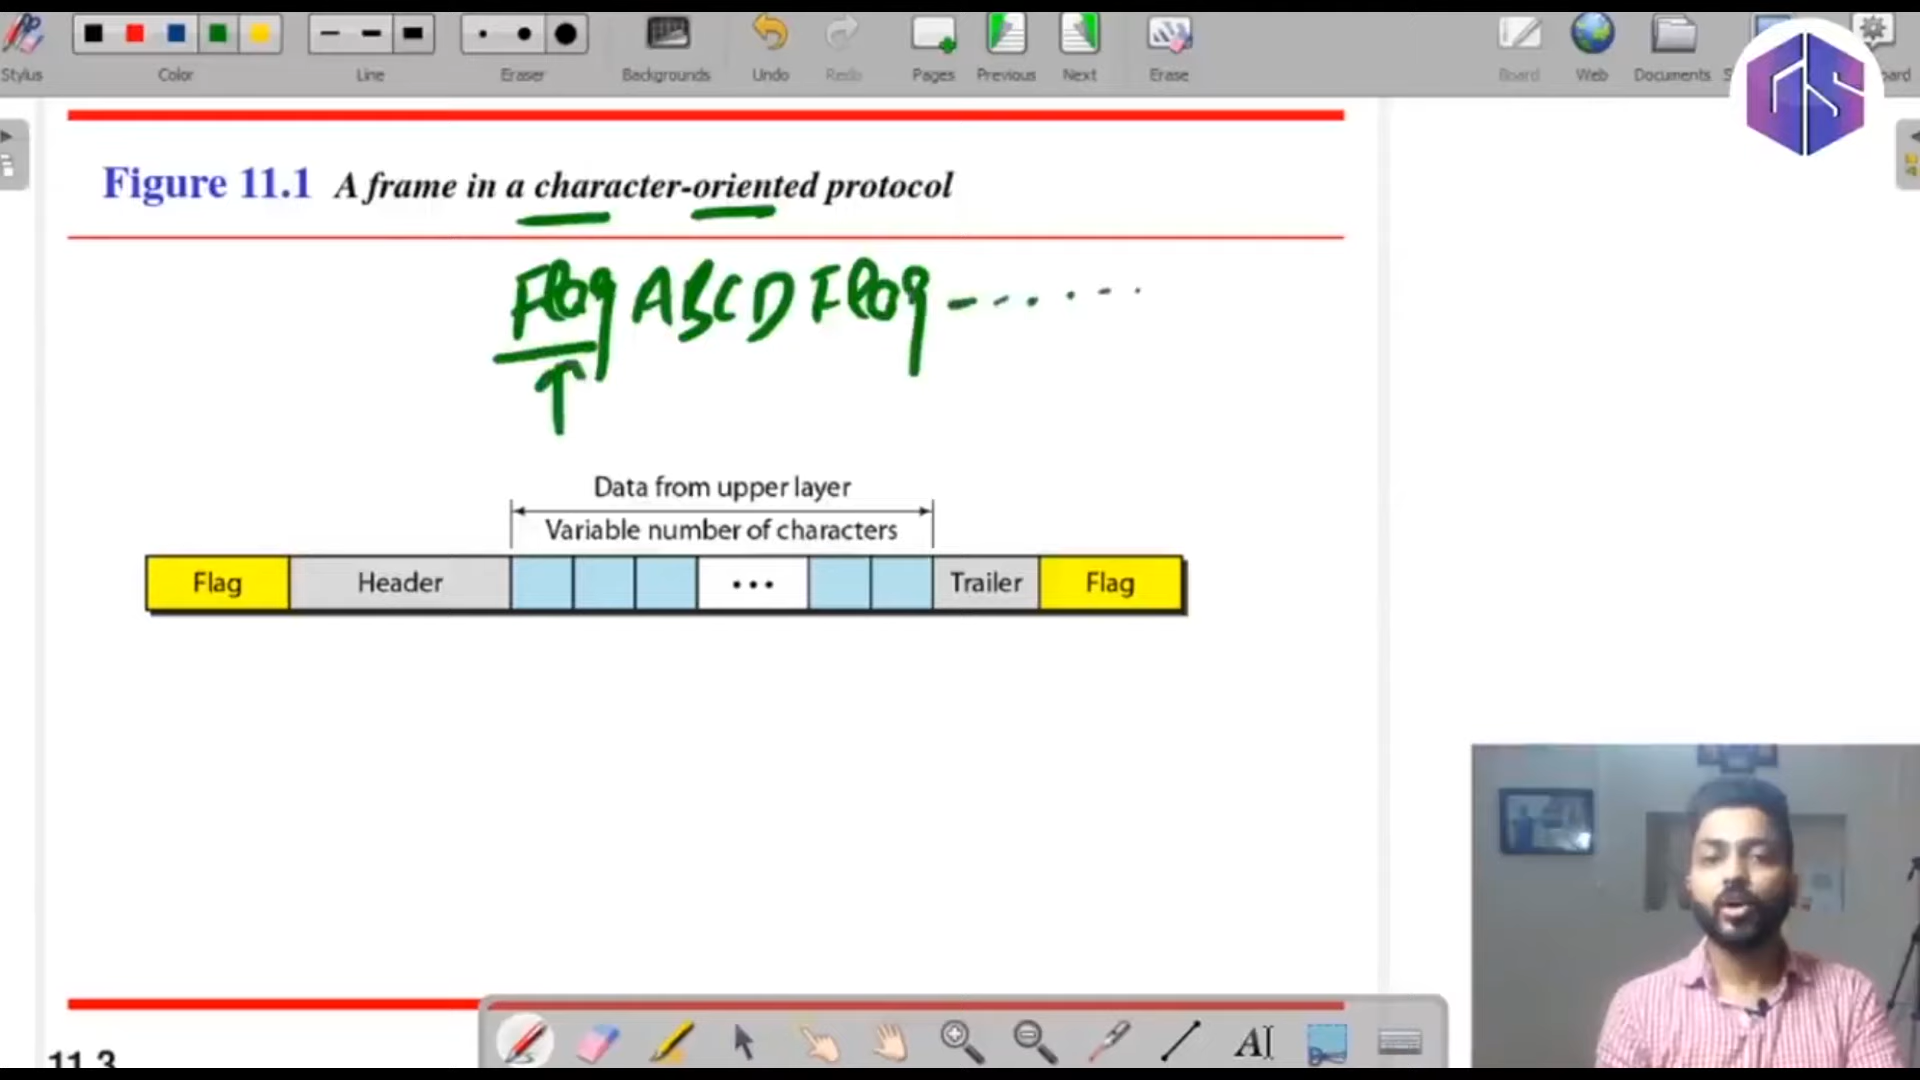 Stylus Color Line Eraser Backgrounds Undo Redo Pages Previous Next Erase Board Web Documents
Figure 11.1 A frame in a character-oriented protocol
Flag ABCD Flag
Data from upper layer
Variable number of characters
Flag Header ... Trailer Flag
11.3